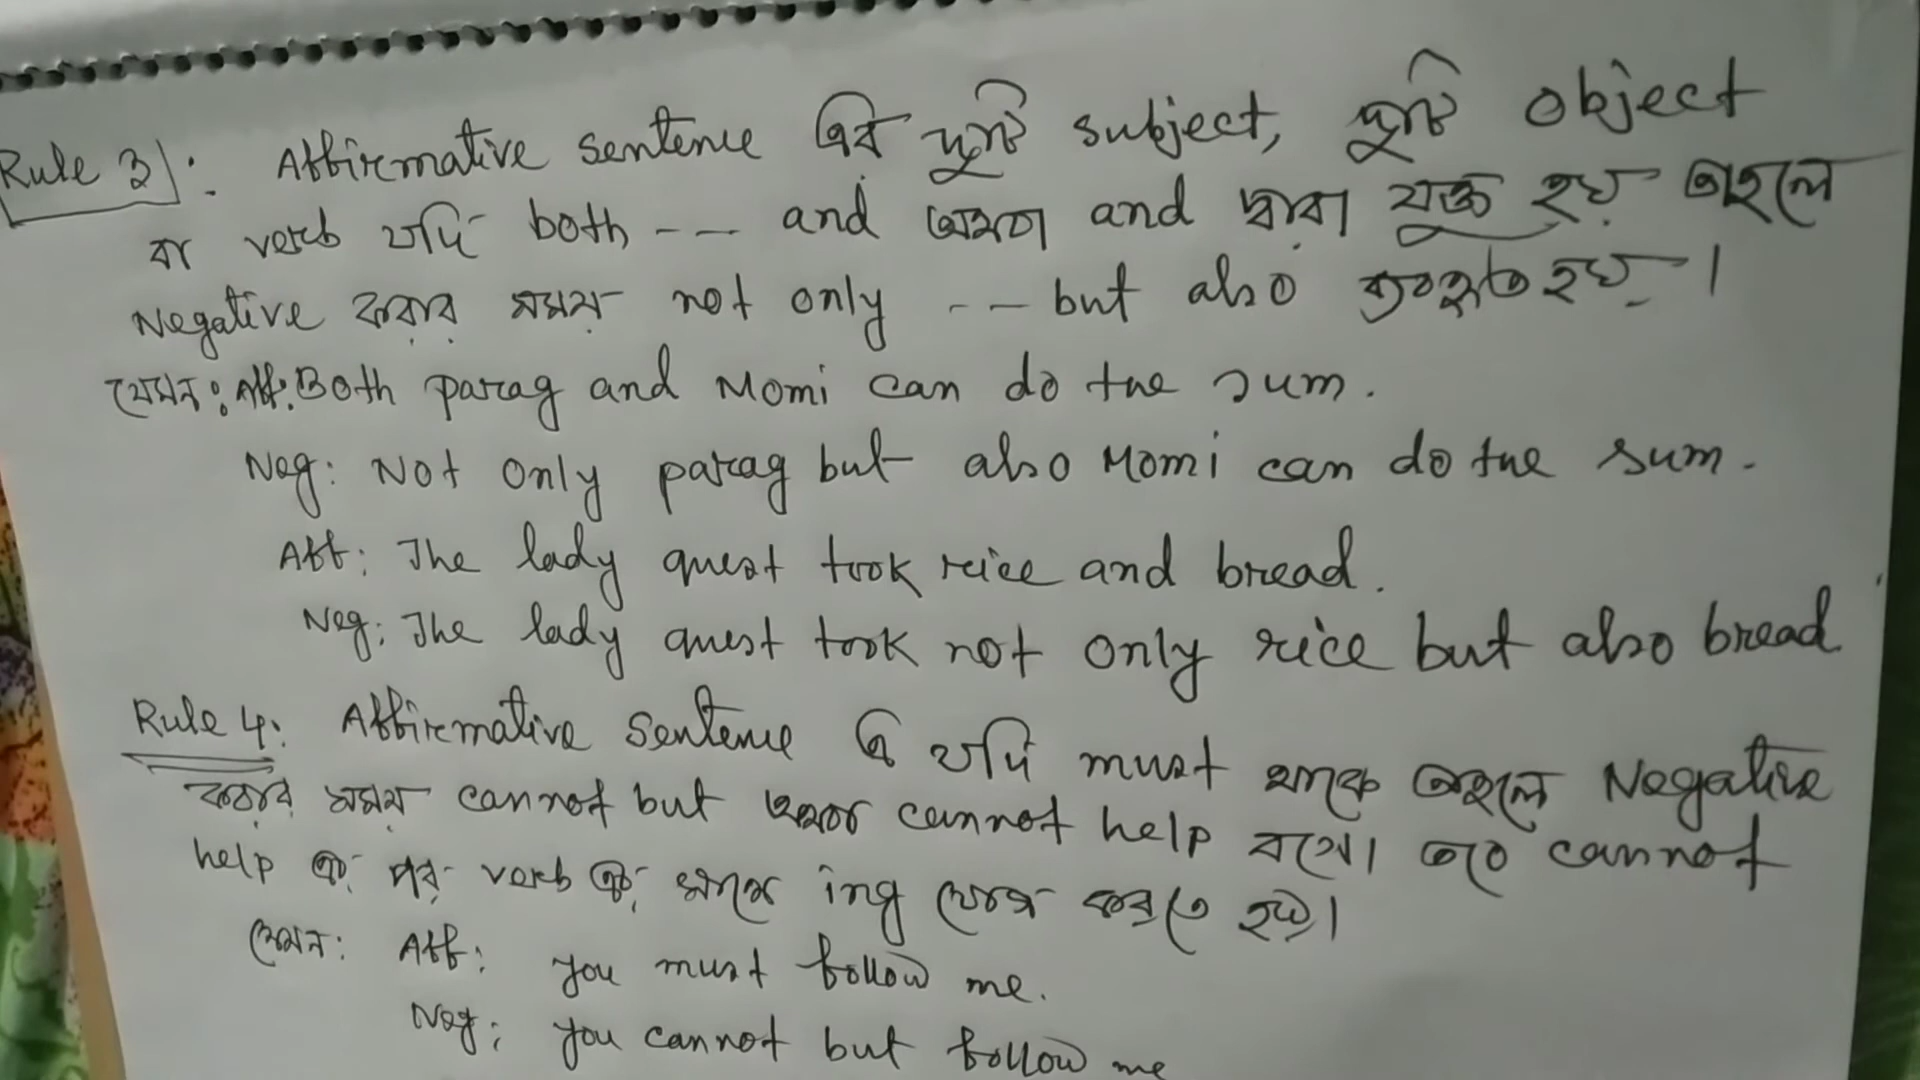 Rule 3): Affirmative sentence এর দুটি subject, দুটি object
বা verb যদি both -- and অথবা and দ্বারা যুক্ত হয় তাহলে
Negative করার সময় not only -- but also ব্যবহৃত হয় ।
যেমন: Aff: Both parag and Momi can do the sum.
Neg: Not only parag but also Momi can do the sum.
Aff: The lady guest took rice and bread.
Neg: The lady guest took not only rice but also bread
Rule 4: Affirmative sentence এ যদি must থাকে তাহলে Negative
করার সময় cannot but অথবা cannot help বসে। তবে cannot
help এর পর verb এর সাথে ing যোগ করতে হয়।
যেমন: Aff: you must follow me.
Neg: you cannot but follow me